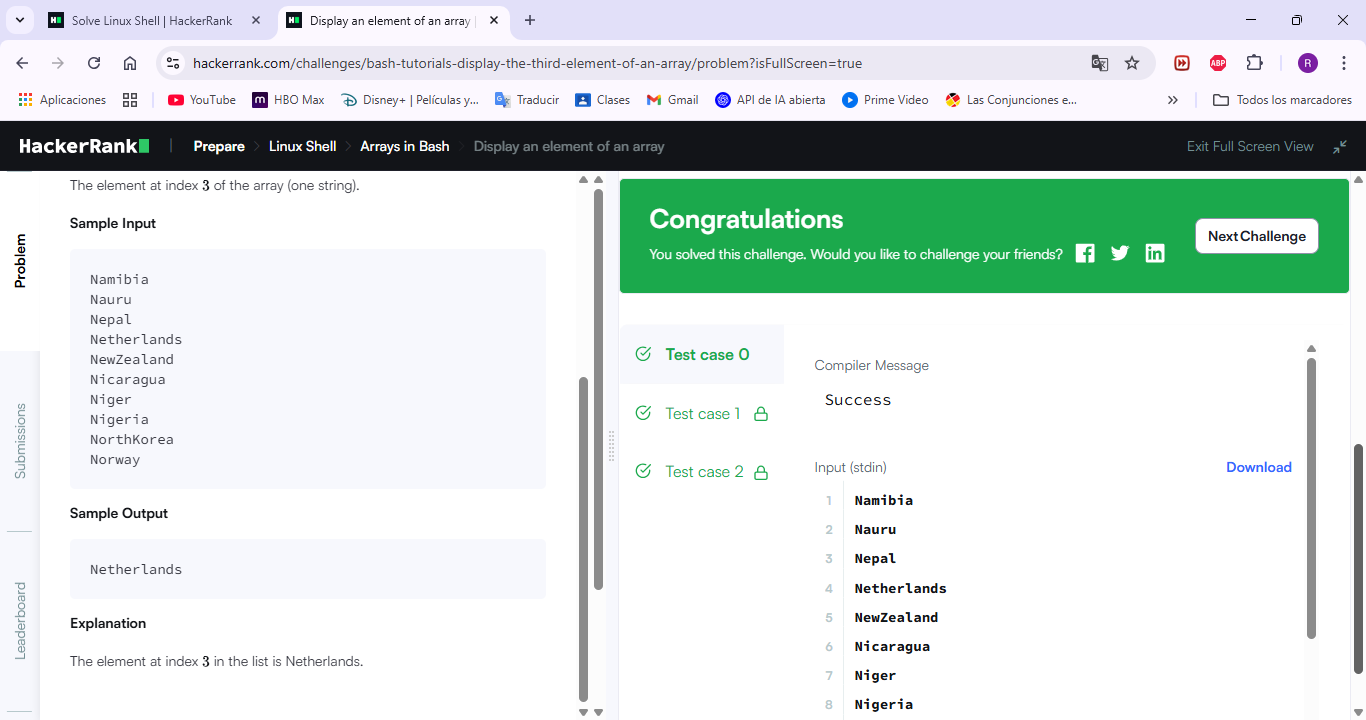 Solve Linux Shell | HackerRank
Display an element of an array |
hackerrank.com/challenges/bash-tutorials-display-the-third-element-of-an-array/problem?isFullScreen=true
ABP
R
Aplicaciones
YouTube
HBO Max
Disney+ | Películas y...
Traducir
Clases
Gmail
API de IA abierta
Prime Video
Las Conjunciones e...
»
Todos los marcadores
HackerRank
Prepare
Linux Shell
Arrays in Bash
Display an element of an array
Exit Full Screen View
Problem
Submissions
Leaderboard
The element at index 3 of the array (one string).
Sample Input
Namibia
Nauru
Nepal
Netherlands
NewZealand
Nicaragua
Niger
Nigeria
NorthKorea
Norway
Sample Output
Netherlands
Explanation
The element at index 3 in the list is Netherlands.
Congratulations
You solved this challenge. Would you like to challenge your friends?
Next Challenge
Test case 0
Test case 1
Test case 2
Compiler Message
Success
Input (stdin)
Download
1 Namibia
2 Nauru
3 Nepal
4 Netherlands
5 NewZealand
6 Nicaragua
7 Niger
8 Nigeria